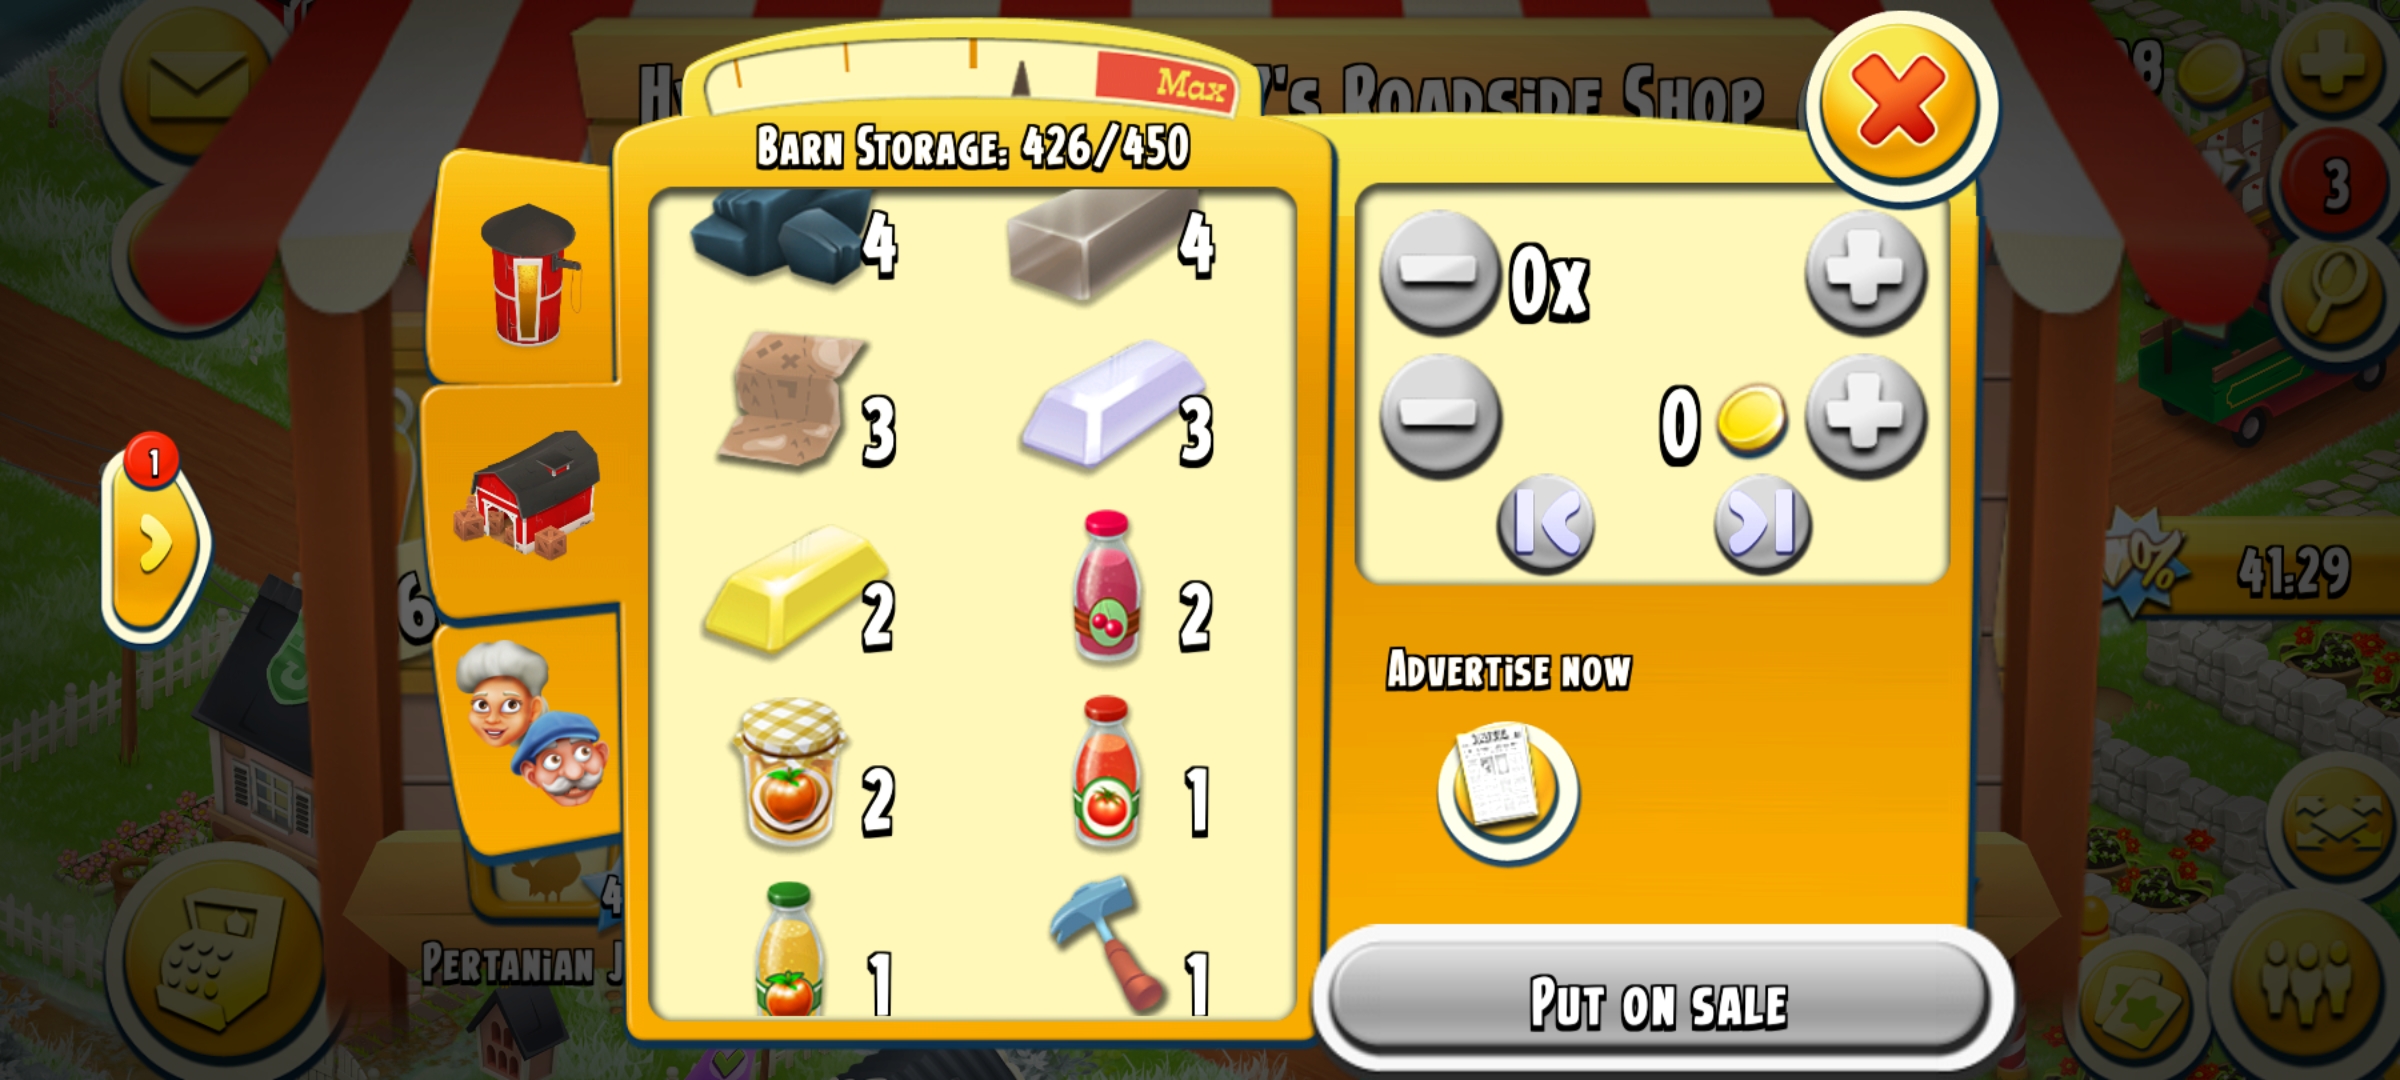 'S ROADSIDE SHOP
Max
BARN STORAGE: 426/450
4
4
0x
3
3
3
0
1
2
2
41:29
ADVERTISE NOW
2
1
1
1
PUT ON SALE
PERTANIAN